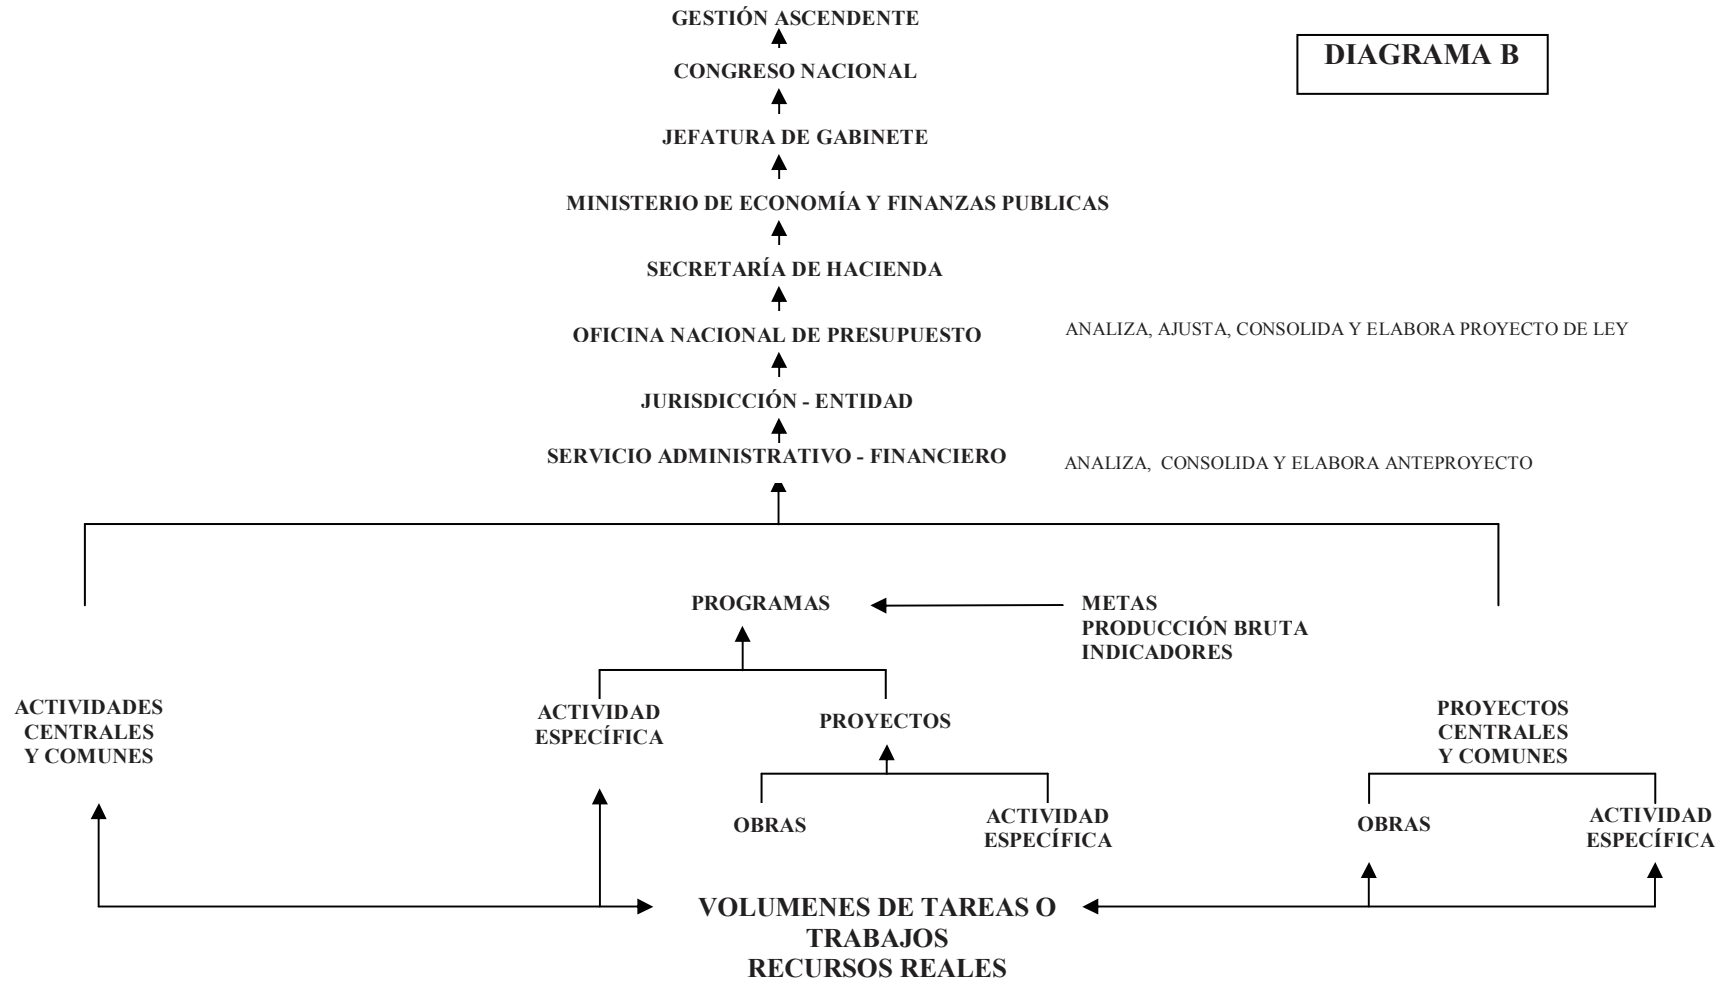 GESTIÓN ASCENDENTE
DIAGRAMA B
CONGRESO NACIONAL
JEFATURA DE GABINETE
MINISTERIO DE ECONOMÍA Y FINANZAS PUBLICAS
SECRETARÍA DE HACIENDA
OFICINA NACIONAL DE PRESUPUESTO
ANALIZA, AJUSTA, CONSOLIDA Y ELABORA PROYECTO DE LEY
JURISDICCIÓN - ENTIDAD
SERVICIO ADMINISTRATIVO - FINANCIERO
ANALIZA, CONSOLIDA Y ELABORA ANTEPROYECTO
PROGRAMAS
METAS
PRODUCCIÓN BRUTA
INDICADORES
ACTIVIDADES
CENTRALES
Y COMUNES
ACTIVIDAD
ESPECÍFICA
PROYECTOS
PROYECTOS
CENTRALES
Y COMUNES
OBRAS
ACTIVIDAD
ESPECÍFICA
OBRAS
ACTIVIDAD
ESPECÍFICA
VOLUMENES DE TAREAS O
TRABAJOS
RECURSOS REALES